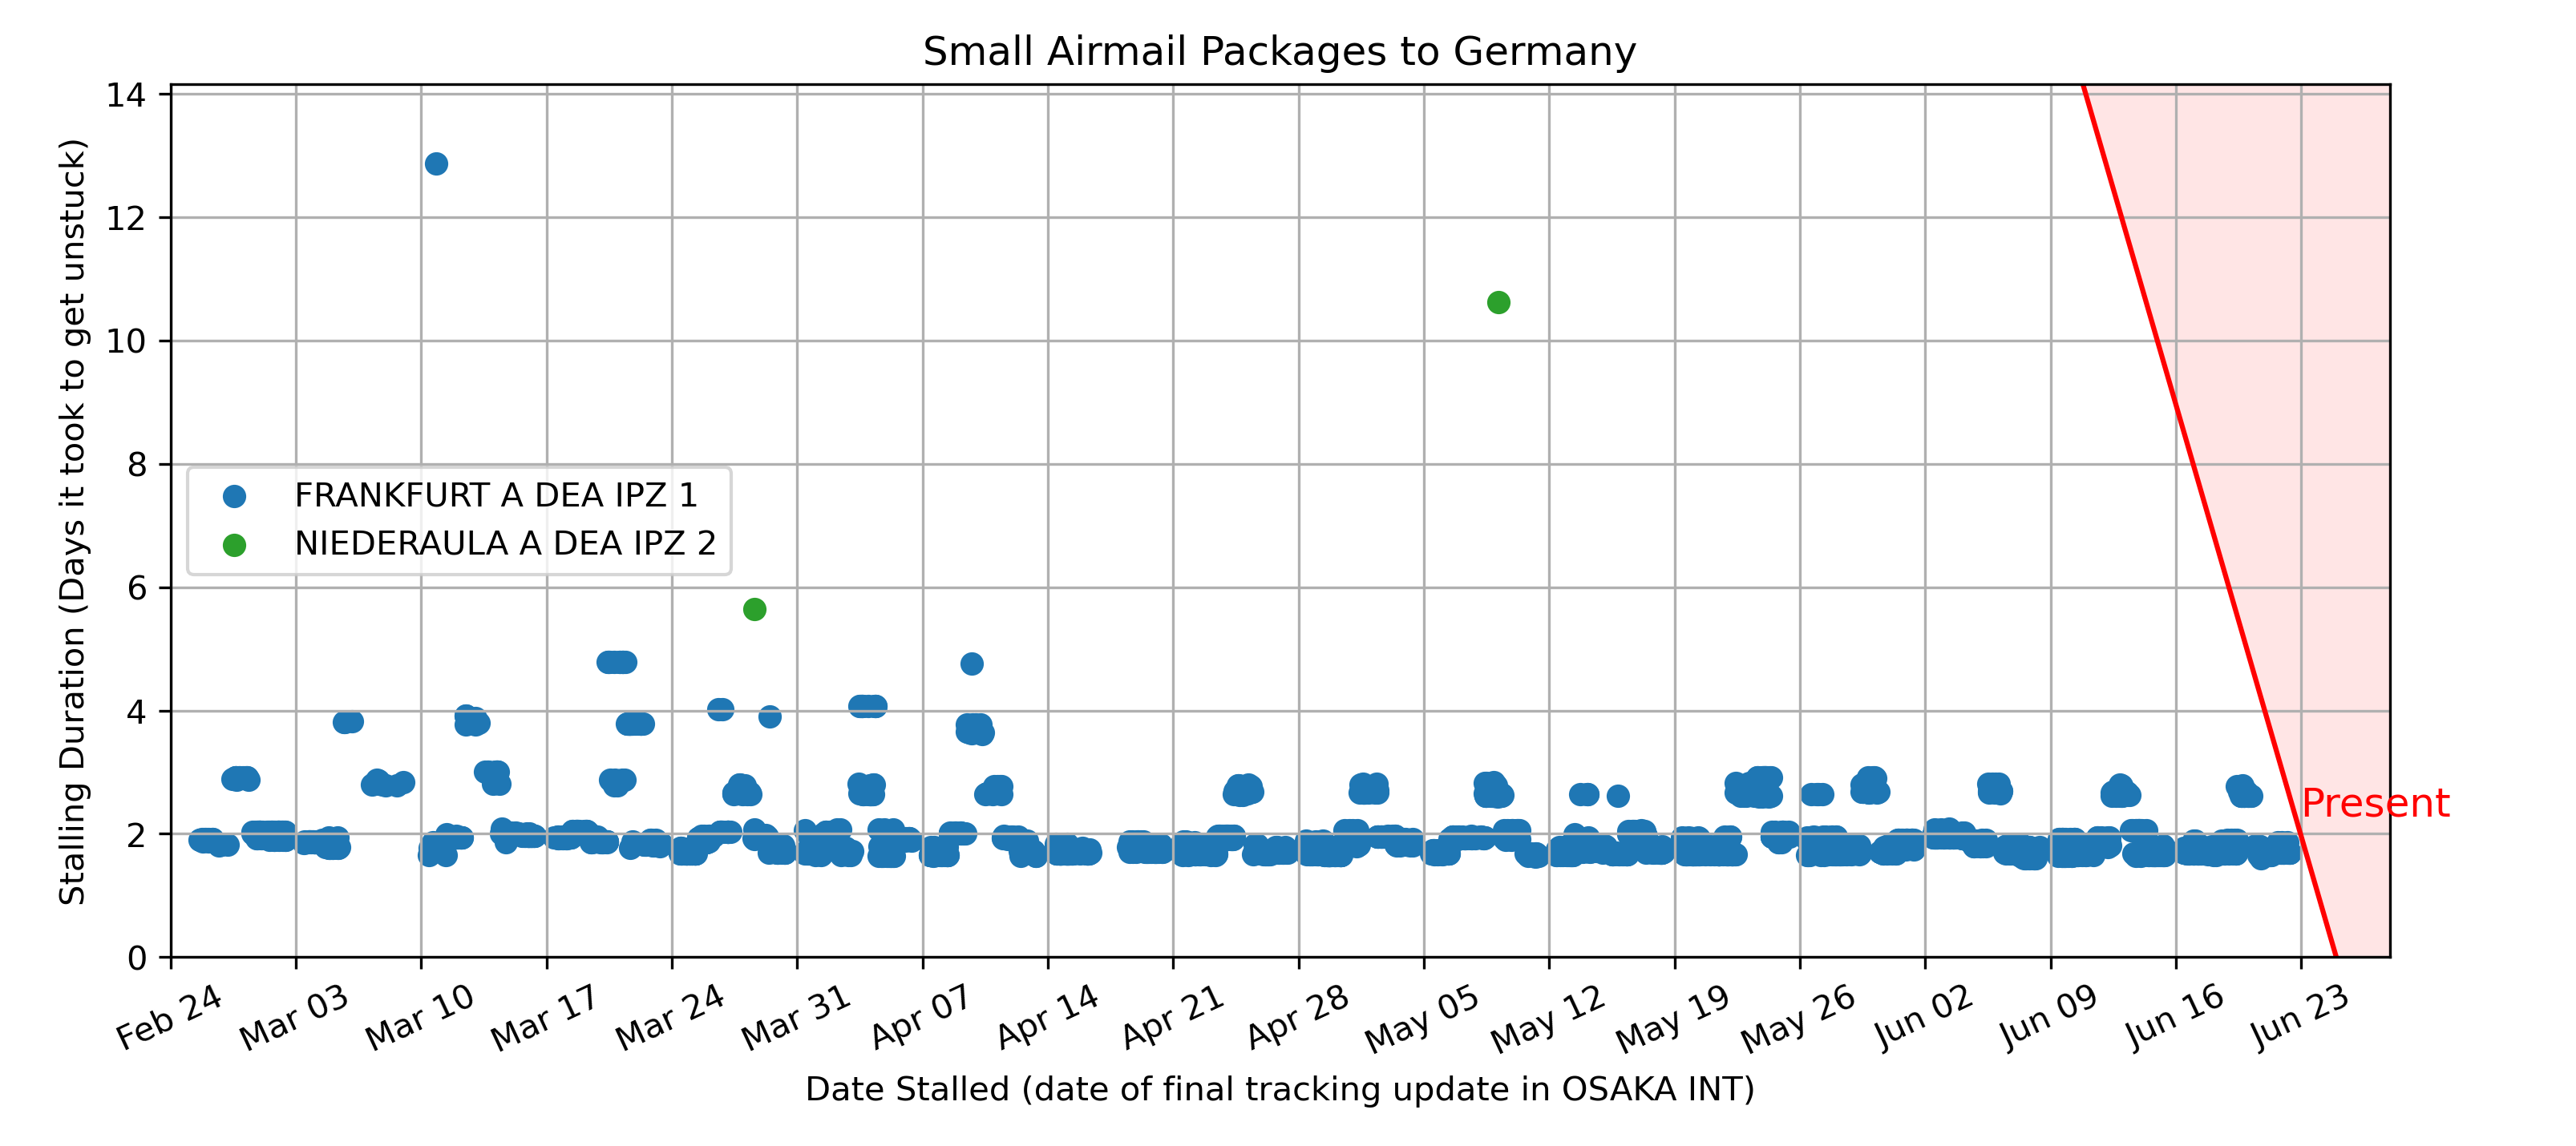 Small Airmail Packages to Germany
Stalling Duration (Days it took to get unstuck)
14
12
10
8
6
4
2
0
FRANKFURT A DEA IPZ 1
NIEDERAULA A DEA IPZ 2
Present
Feb 24
Mar 03
Mar 10
Mar 17
Mar 24
Mar 31
Apr 07
Apr 14
Apr 21
Apr 28
May 05
May 12
May 19
May 26
Jun 02
Jun 09
Jun 16
Jun 23
Date Stalled (date of final tracking update in OSAKA INT)